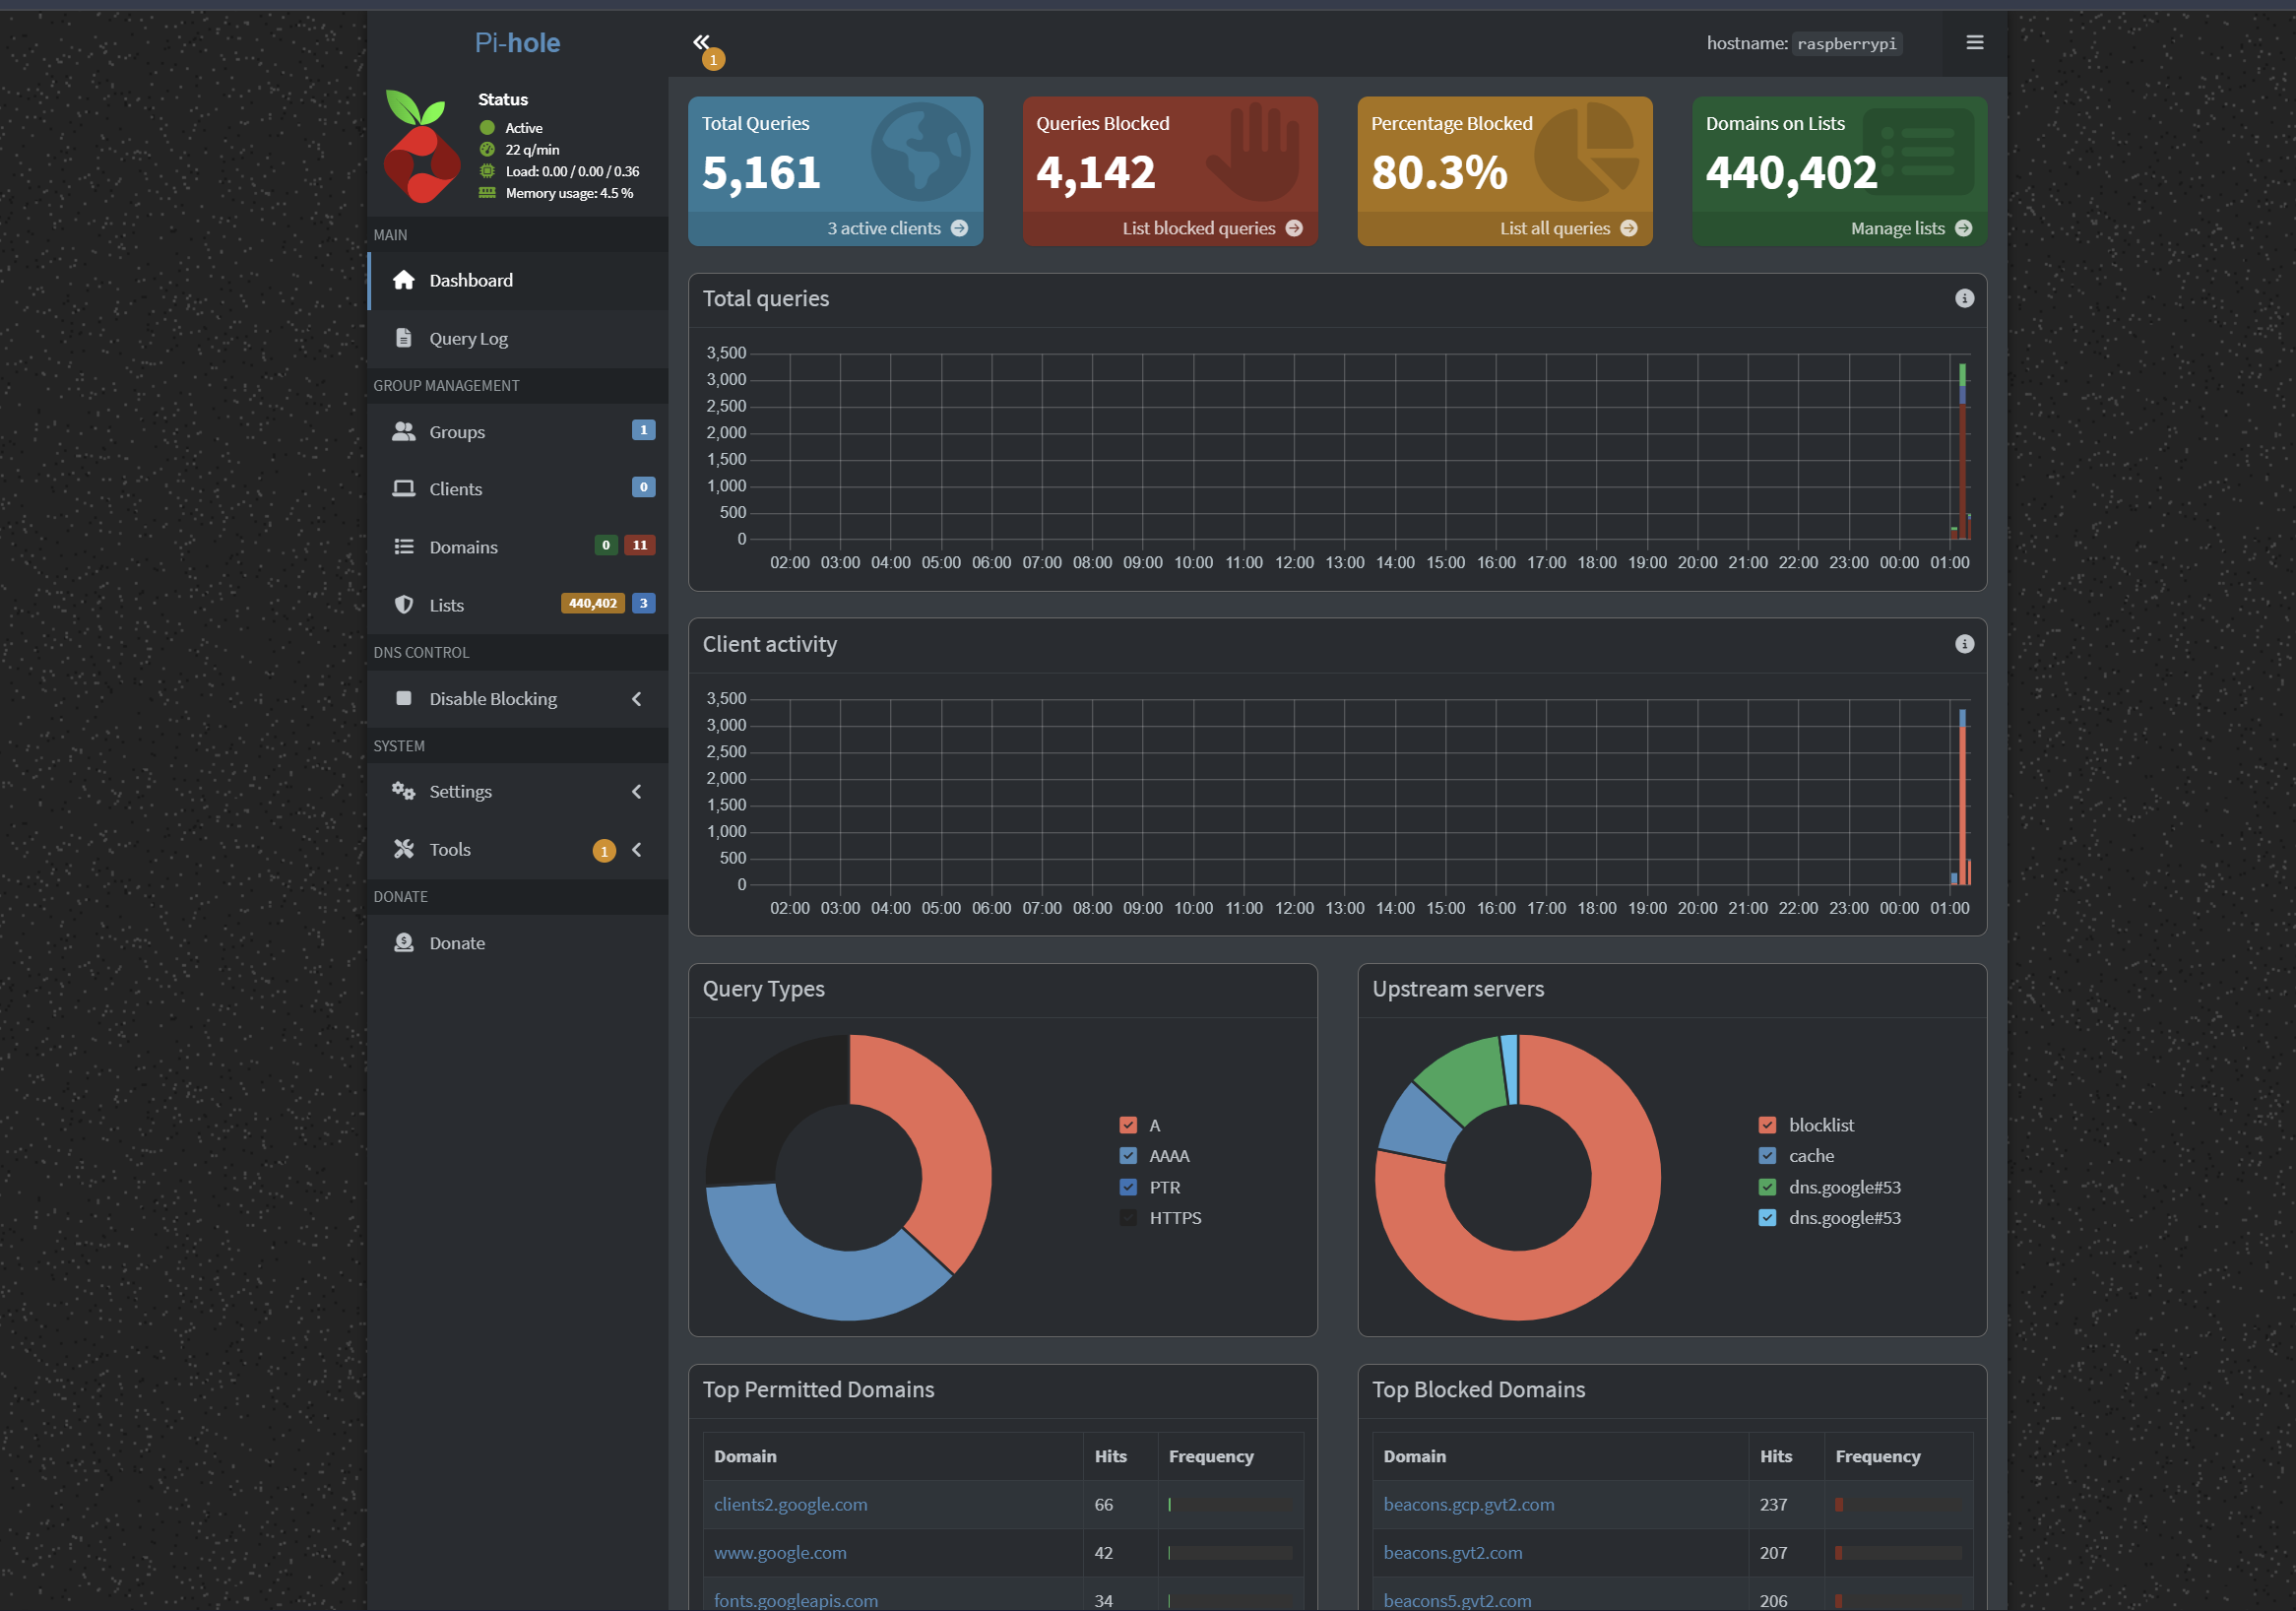 Pi-hole
1
hostname: raspberrypi
Status
Active
22 q/min
Load: 0.00 / 0.00 / 0.36
Memory usage: 4.5 %
MAIN
Dashboard
Query Log
GROUP MANAGEMENT
Groups 1
Clients 0
Domains 0 11
Lists 440,402 3
DNS CONTROL
Disable Blocking
SYSTEM
Settings
Tools 1
DONATE
Donate
Total Queries
5,161
3 active clients
Queries Blocked
4,142
List blocked queries
Percentage Blocked
80.3%
List all queries
Domains on Lists
440,402
Manage lists
Total queries
3,500
3,000
2,500
2,000
1,500
1,000
500
0
02:00 03:00 04:00 05:00 06:00 07:00 08:00 09:00 10:00 11:00 12:00 13:00 14:00 15:00 16:00 17:00 18:00 19:00 20:00 21:00 22:00 23:00 00:00 01:00
Client activity
3,500
3,000
2,500
2,000
1,500
1,000
500
0
02:00 03:00 04:00 05:00 06:00 07:00 08:00 09:00 10:00 11:00 12:00 13:00 14:00 15:00 16:00 17:00 18:00 19:00 20:00 21:00 22:00 23:00 00:00 01:00
Query Types
A
AAAA
PTR
HTTPS
Upstream servers
blocklist
cache
dns.google#53
dns.google#53
Top Permitted Domains
Domain Hits Frequency
clients2.google.com 66
www.google.com 42
fonts.googleapis.com 34
Top Blocked Domains
Domain Hits Frequency
beacons.gcp.gvt2.com 237
beacons.gvt2.com 207
beacons5.gvt2.com 206